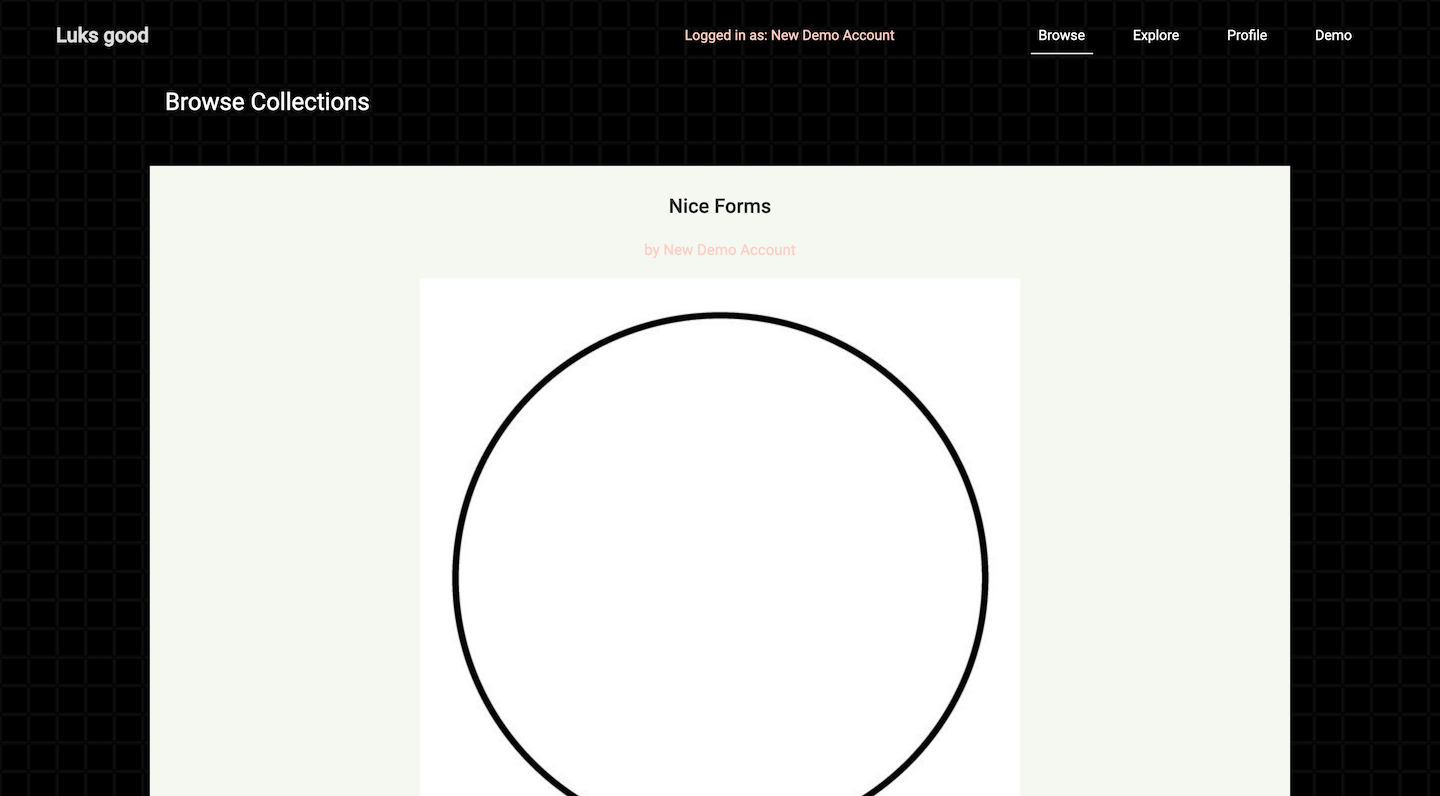 Luks good
Logged in as: New Demo Account
Browse
Explore
Profile
Demo
Browse Collections
Nice Forms
by New Demo Account